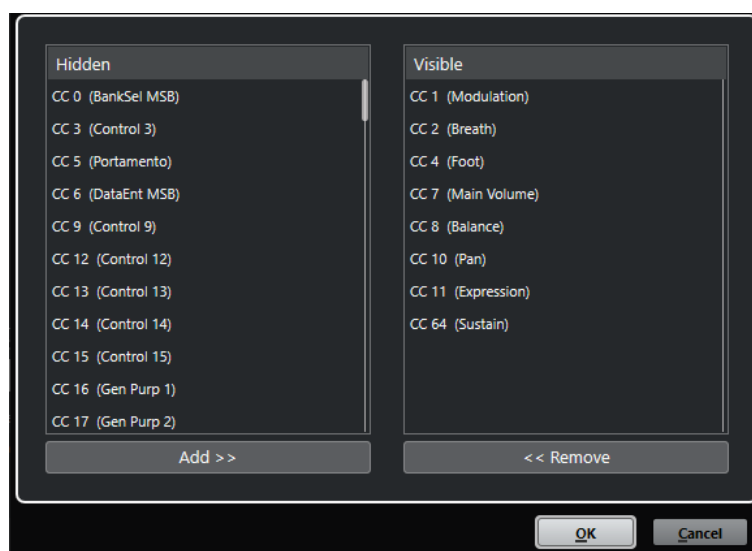 Hidden
CC 0 (BankSel MSB)
CC 3 (Control 3)
CC 5 (Portamento)
CC 6 (DataEnt MSB)
CC 9 (Control 9)
CC 12 (Control 12)
CC 13 (Control 13)
CC 14 (Control 14)
CC 15 (Control 15)
CC 16 (Gen Purp 1)
CC 17 (Gen Purp 2)
Add >>
Visible
CC 1 (Modulation)
CC 2 (Breath)
CC 4 (Foot)
CC 7 (Main Volume)
CC 8 (Balance)
CC 10 (Pan)
CC 11 (Expression)
CC 64 (Sustain)
<< Remove
OK
Cancel